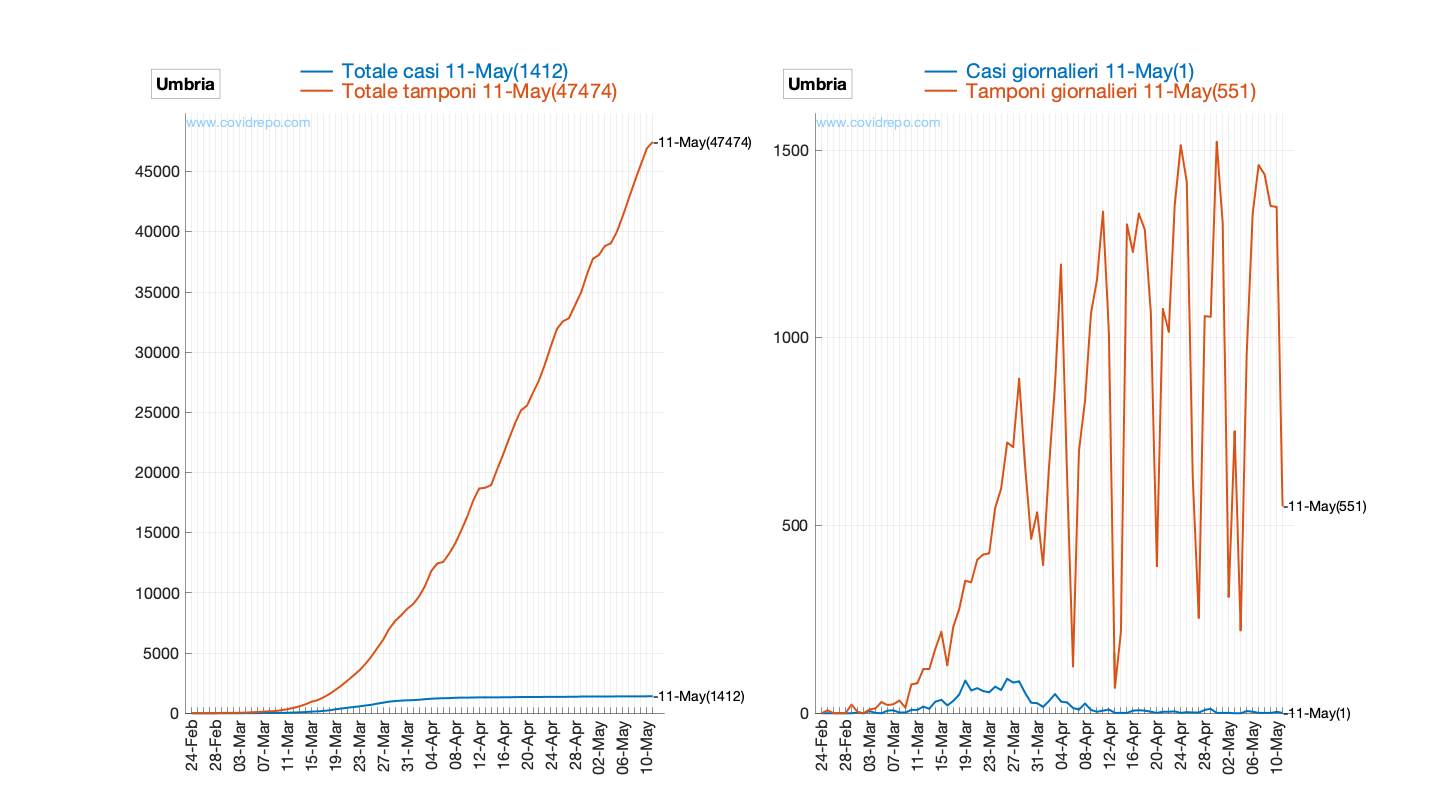 Umbria
Totale casi 11-May(1412)
Totale tamponi 11-May(47474)
www.covidrepo.com
11-May(47474)
45000
40000
35000
30000
25000
20000
15000
10000
5000
0
11-May(1412)
24-Feb
28-Feb
03-Mar
07-Mar
11-Mar
15-Mar
19-Mar
23-Mar
27-Mar
31-Mar
04-Apr
08-Apr
12-Apr
16-Apr
20-Apr
24-Apr
28-Apr
02-May
06-May
10-May
Umbria
Casi giornalieri 11-May(1)
Tamponi giornalieri 11-May(551)
www.covidrepo.com
1500
1000
500
0
11-May(551)
11-May(1)
24-Feb
28-Feb
03-Mar
07-Mar
11-Mar
15-Mar
19-Mar
23-Mar
27-Mar
31-Mar
04-Apr
08-Apr
12-Apr
16-Apr
20-Apr
24-Apr
28-Apr
02-May
06-May
10-May